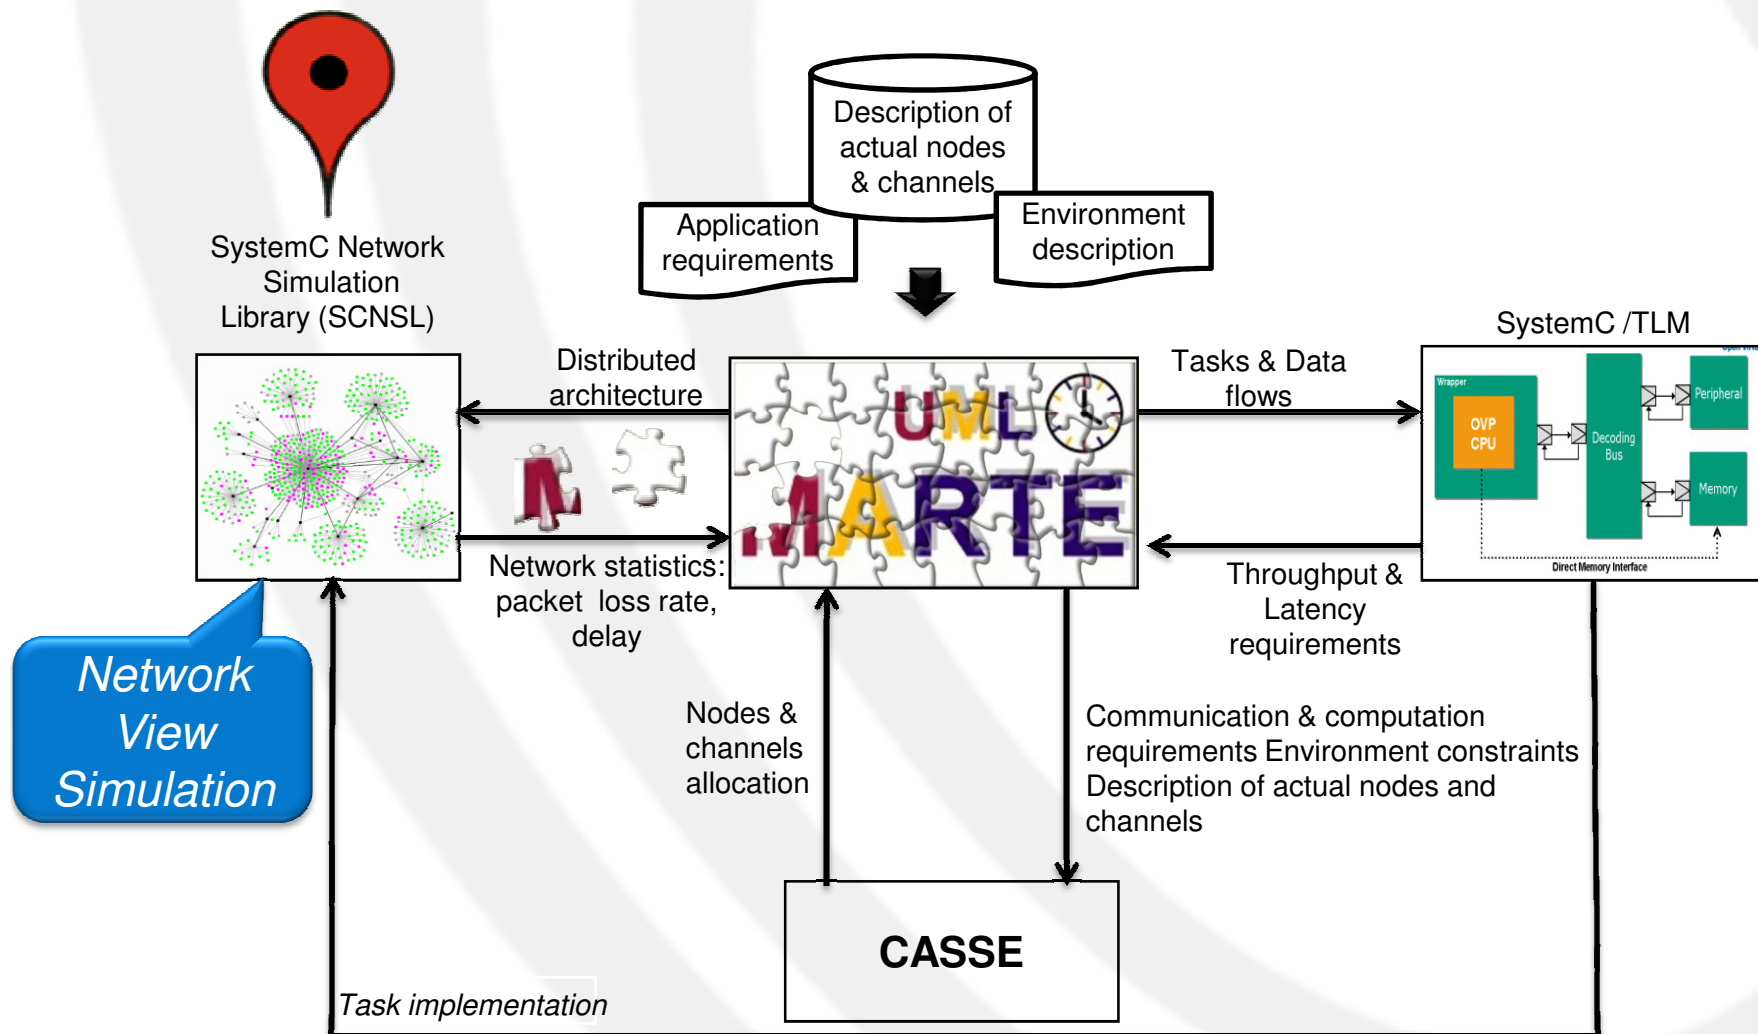 Description of
actual nodes
& channels
Application
requirements
Environment
description
SystemC Network
Simulation
Library (SCNSL)
SystemC /TLM
Distributed
architecture
UML
MARTE
M
Tasks & Data
flows
Wrapper
OVP
CPU
Decoding
Bus
Peripheral
Memory
Direct Memory Interface
Network statistics:
packet loss rate,
delay
Throughput &
Latency
requirements
Network
View
Simulation
Nodes &
channels
allocation
Communication & computation
requirements Environment constraints
Description of actual nodes and
channels
CASSE
Task implementation